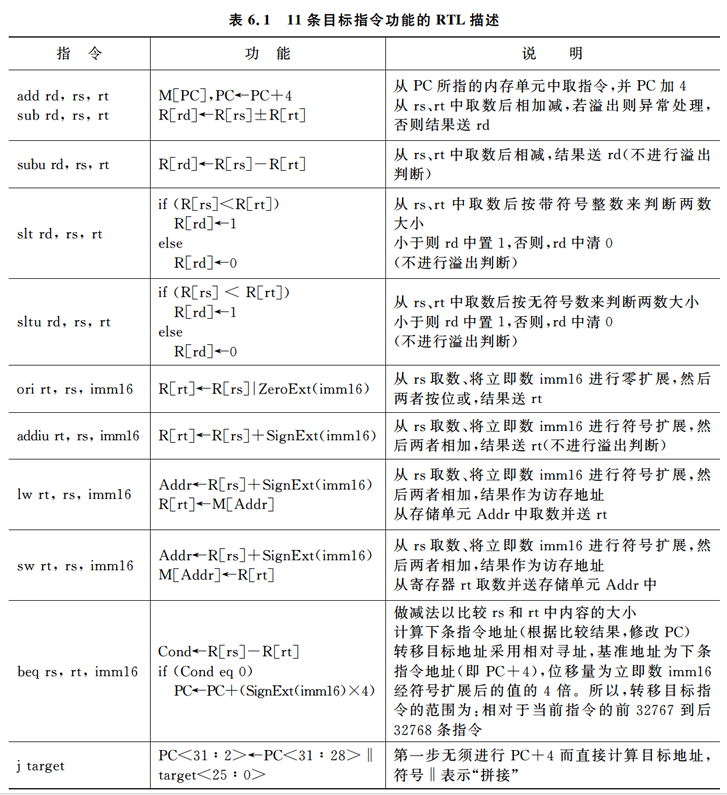 表 6.1 11 条目标指令功能的 RTL 描述
指 令 功 能 说 明
add rd, rs, rt
sub rd, rs, rt
M[PC],PC←PC+4
R[rd]←R[rs]±R[rt]
从 PC 所指的内存单元中取指令,并 PC 加 4
从 rs、rt 中取数后相加减,若溢出则异常处理,
否则结果送 rd
subu rd, rs, rt
R[rd]←R[rs]-R[rt]
从 rs、rt 中取数后相减,结果送 rd(不进行溢出
判断)
slt rd, rs, rt
if (R[rs]<R[rt])
R[rd]←1
else
R[rd]←0
从 rs、rt 中取数后按带符号整数来判断两数
大小
小于则 rd 中置 1,否则,rd 中清 0
(不进行溢出判断)
sltu rd, rs, rt
if (R[rs] < R[rt])
R[rd]←1
else
R[rd]←0
从 rs、rt 中取数后按无符号数来判断两数大小
小于则 rd 中置 1,否则,rd 中清 0
(不进行溢出判断)
ori rt, rs, imm16
R[rt]←R[rs]|ZeroExt(imm16)
从 rs 取数、将立即数 imm16 进行零扩展,然后
两者按位或,结果送 rt
addiu rt, rs, imm16
R[rt]←R[rs]+SignExt(imm16)
从 rs 取数、将立即数 imm16 进行符号扩展,然
后两者相加,结果送 rt(不进行溢出判断)
lw rt, rs, imm16
Addr←R[rs]+SignExt(imm16)
R[rt]←M[Addr]
从 rs 取数、将立即数 imm16 进行符号扩展,然
后两者相加,结果作为访存地址
从存储单元 Addr 中取数并送 rt
sw rt, rs, imm16
Addr←R[rs]+SignExt(imm16)
M[Addr]←R[rt]
从 rs 取数、将立即数 imm16 进行符号扩展,然
后两者相加,结果作为访存地址
从寄存器 rt 取数并送存储单元 Addr 中
beq rs, rt, imm16
Cond←R[rs]-R[rt]
if (Cond eq 0)
PC←PC+(SignExt(imm16)×4)
做减法以比较 rs 和 rt 中内容的大小
计算下条指令地址(根据比较结果,修改 PC)
转移目标地址采用相对寻址,基准地址为下条
指令地址(即 PC+4),位移量为立即数 imm16
经符号扩展后的值的 4 倍。所以,转移目标指
令的范围为:相对于当前指令的前 32767 到后
32768 条指令
j target
PC<31:2>←PC<31:28>‖
target<25:0>
第一步无须进行 PC+4 而直接计算目标地址,
符号‖表示“拼接”